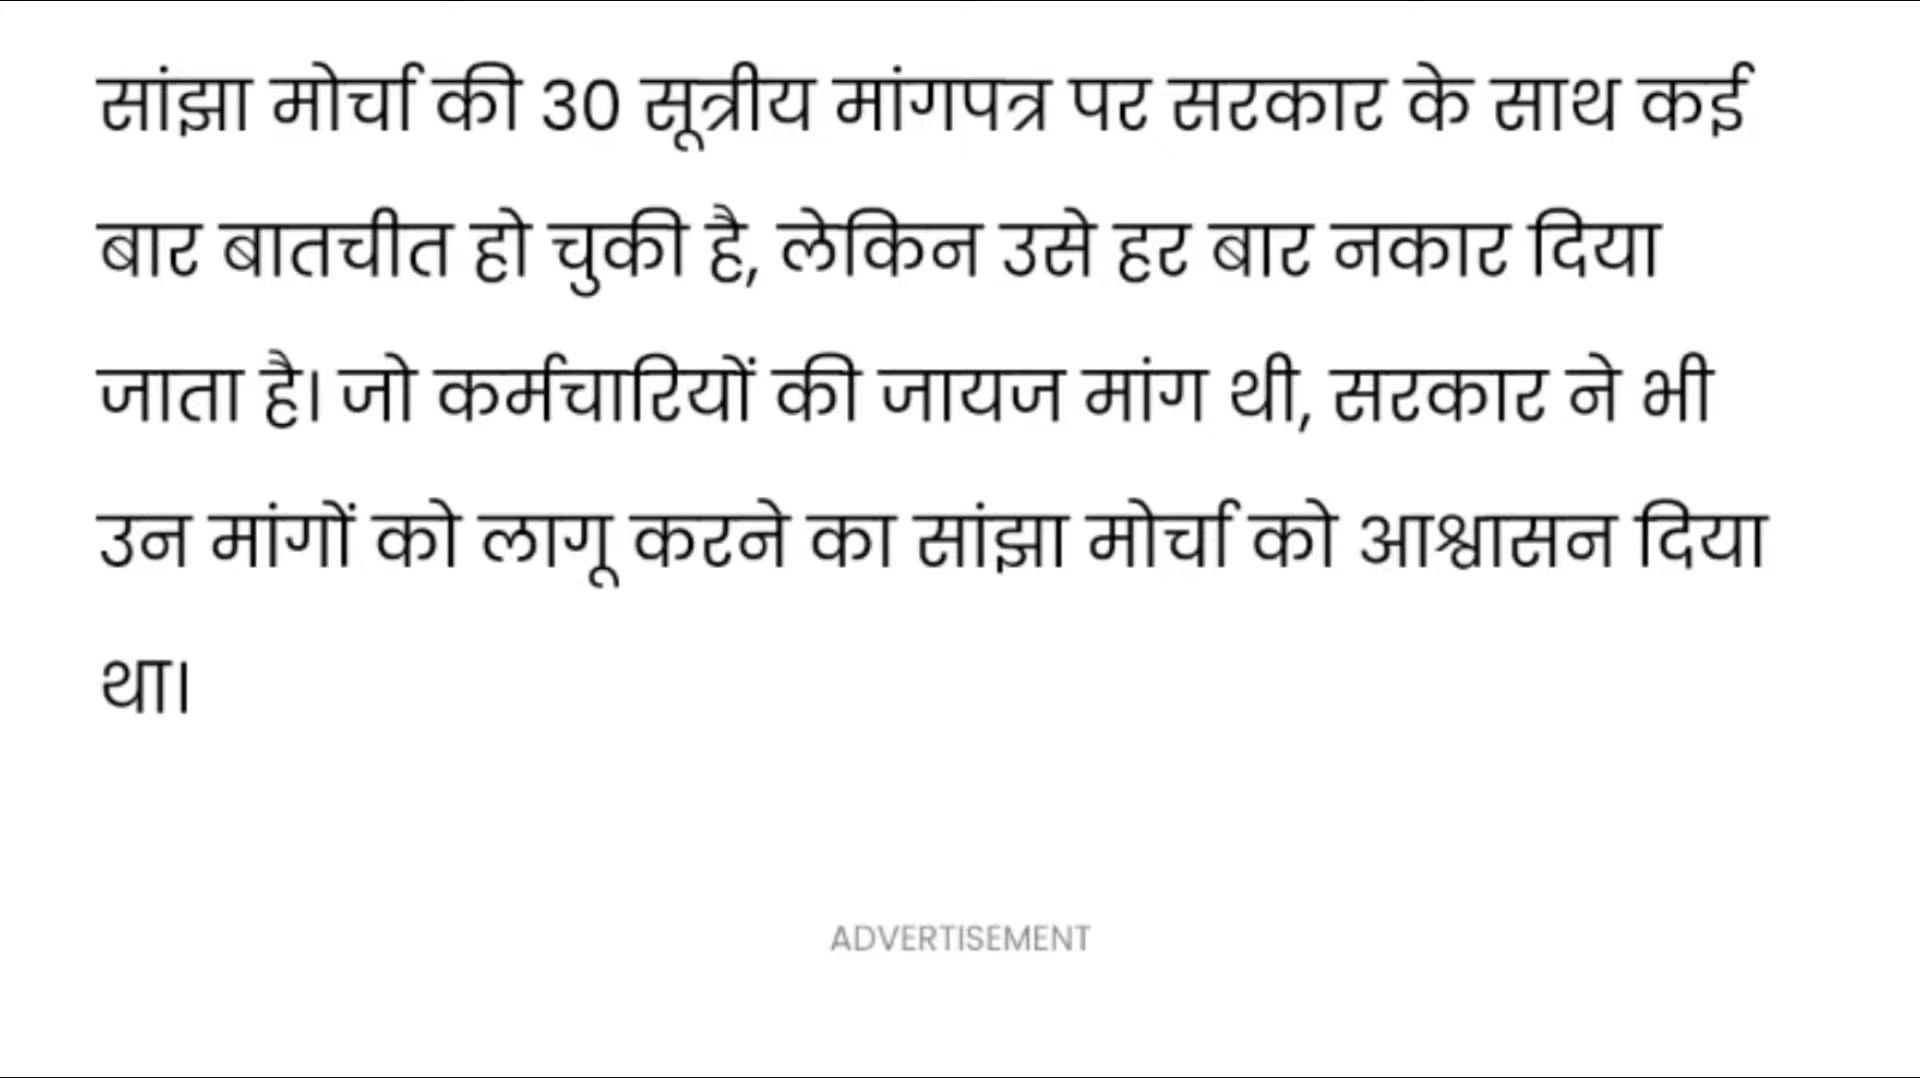 सांझा मोर्चा की 30 सूत्रीय मांगपत्र पर सरकार के साथ कई
बार बातचीत हो चुकी है, लेकिन उसे हर बार नकार दिया
जाता है। जो कर्मचारियों की जायज मांग थी, सरकार ने भी
उन मांगों को लागू करने का सांझा मोर्चा को आश्वासन दिया
था।
ADVERTISEMENT